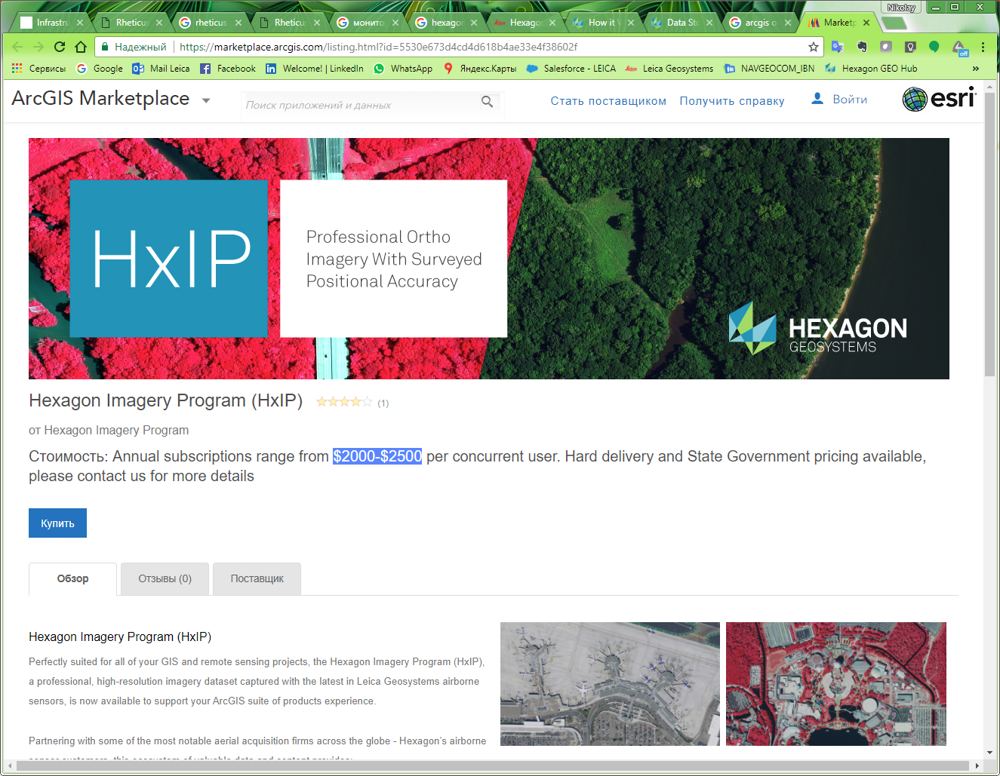 Nikolay
Infrastru
Rheticus
rheticus
Rheticus
монито
hexagon
Hexagon
How it
Data St
arcgis o
Marketp
Надежный
https://marketplace.arcgis.com/listing.html?id=5530e673d4cd4d618b4ae33e4f38602f
off
Сервисы
Google
Mail Leica
Facebook
Welcome! | LinkedIn
WhatsApp
Яндекс.Карты
Salesforce - LEICA
Leica Geosystems
NAVGEOCOM_IBN
Hexagon GEO Hub
»
ArcGIS Marketplace
Поиск приложений и данных
Стать поставщиком
Получить справку
Войти
esri
HxIP
Professional Ortho
Imagery With Surveyed
Positional Accuracy
HEXAGON
GEOSYSTEMS
Hexagon Imagery Program (HxIP)
(1)
от Hexagon Imagery Program
Стоимость: Annual subscriptions range from $2000-$2500 per concurrent user. Hard delivery and State Government pricing available,
please contact us for more details
Купить
Обзор
Отзывы (0)
Поставщик
Hexagon Imagery Program (HxIP)
Perfectly suited for all of your GIS and remote sensing projects, the Hexagon Imagery Program (HxIP),
a professional, high-resolution imagery dataset captured with the latest in Leica Geosystems airborne
sensors, is now available to support your ArcGIS suite of products experience.
Partnering with some of the most notable aerial acquisition firms across the globe - Hexagon's airborne